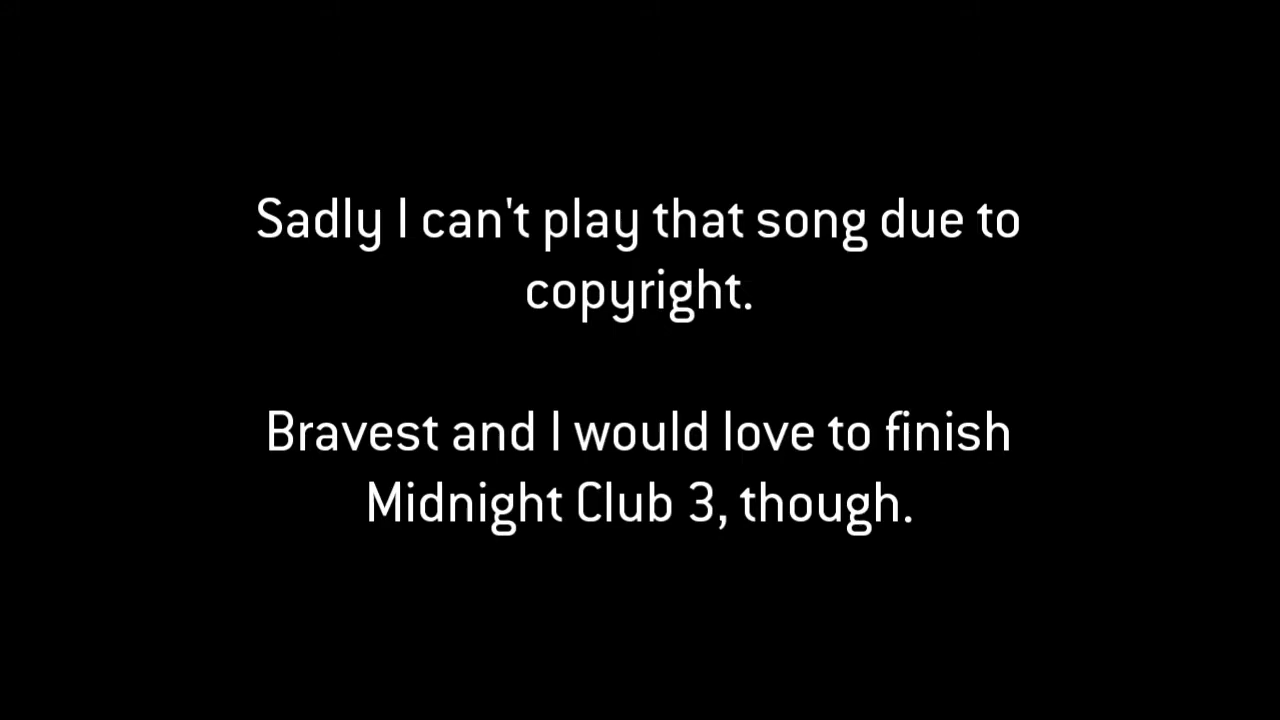 Sadly I can't play that song due to
copyright.
Bravest and I would love to finish
Midnight Club 3, though.